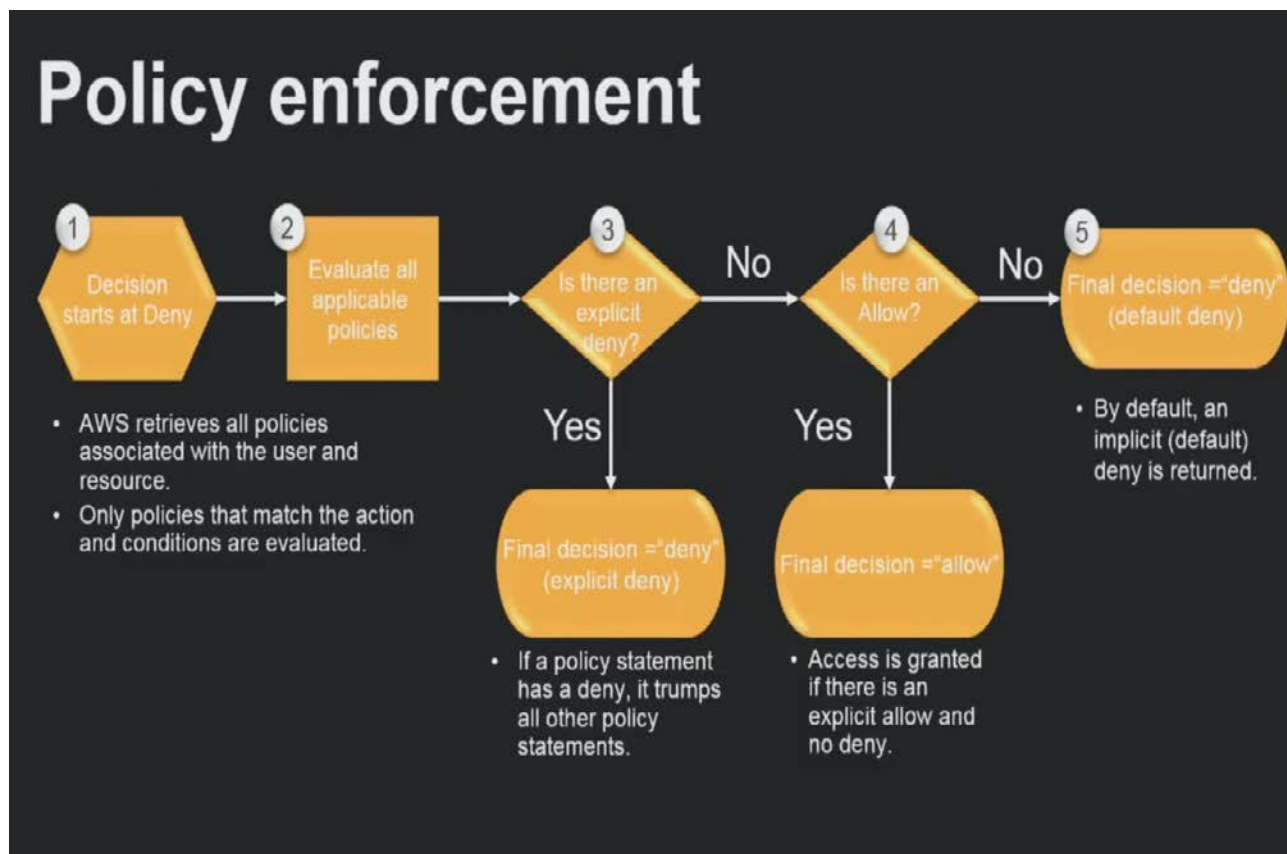 Policy enforcement
1
Decision
starts at Deny
2
Evaluate all
applicable
policies
3
Is there an
explicit
deny?
No
4
Is there an
Allow?
No
5
Final decision ="deny"
(default deny)
• AWS retrieves all policies
associated with the user and
resource.
• Only policies that match the action
and conditions are evaluated.
Yes
Final decision ="deny"
(explicit deny)
• If a policy statement
has a deny, it trumps
all other policy
statements.
Yes
Final decision ="allow"
• Access is granted
if there is an
explicit allow and
no deny.
• By default, an
implicit (default)
deny is returned.